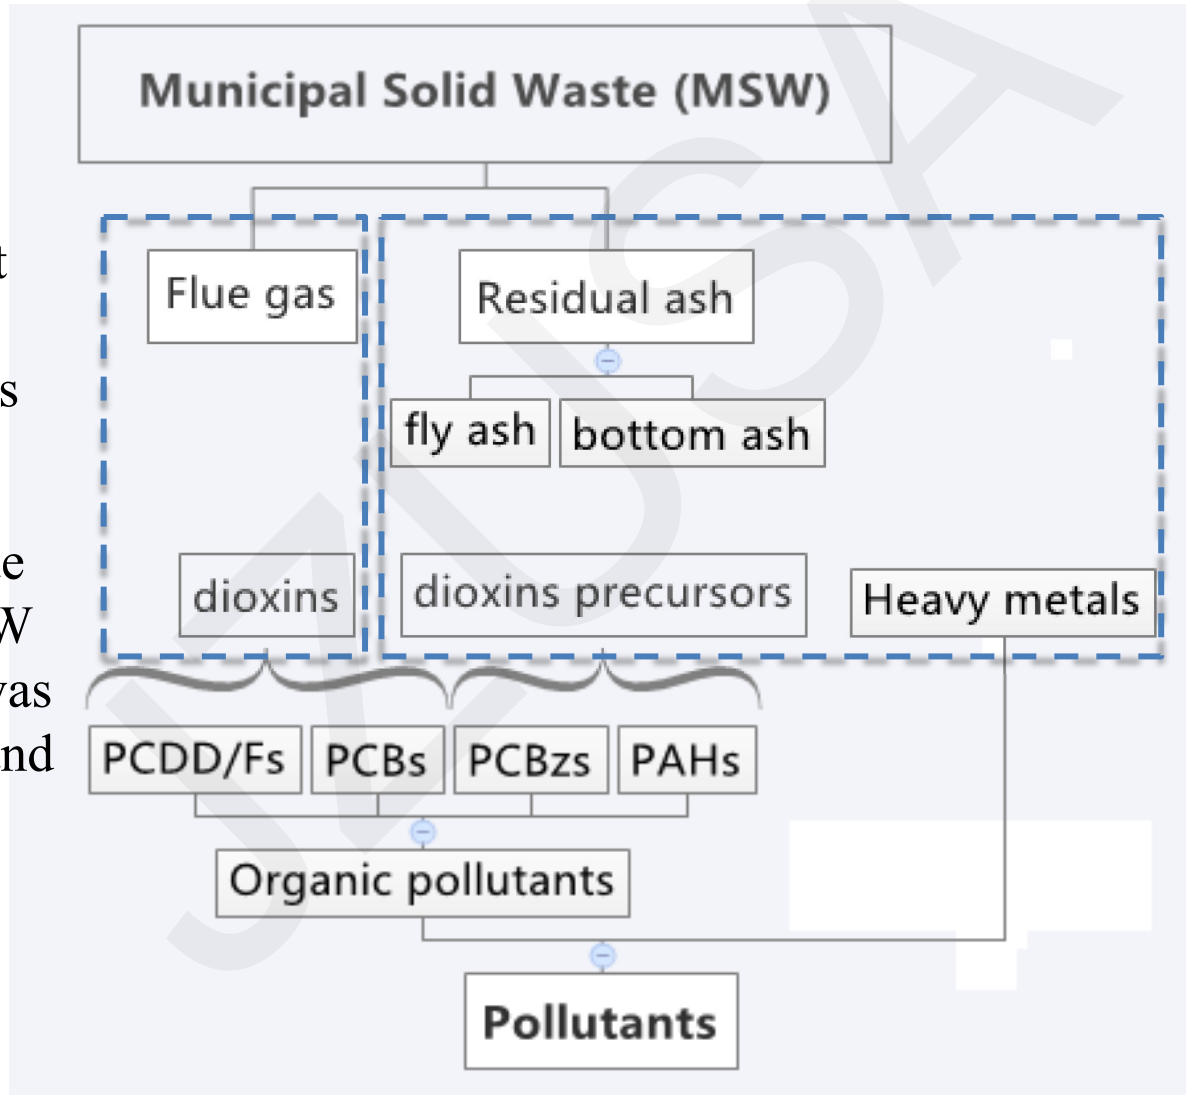 Municipal Solid Waste (MSW)
Flue gas
Residual ash
fly ash
bottom ash
dioxins
dioxins precursors
Heavy metals
PCDD/Fs
PCBs
PCBzs
PAHs
Organic pollutants
Pollutants
JZUSA